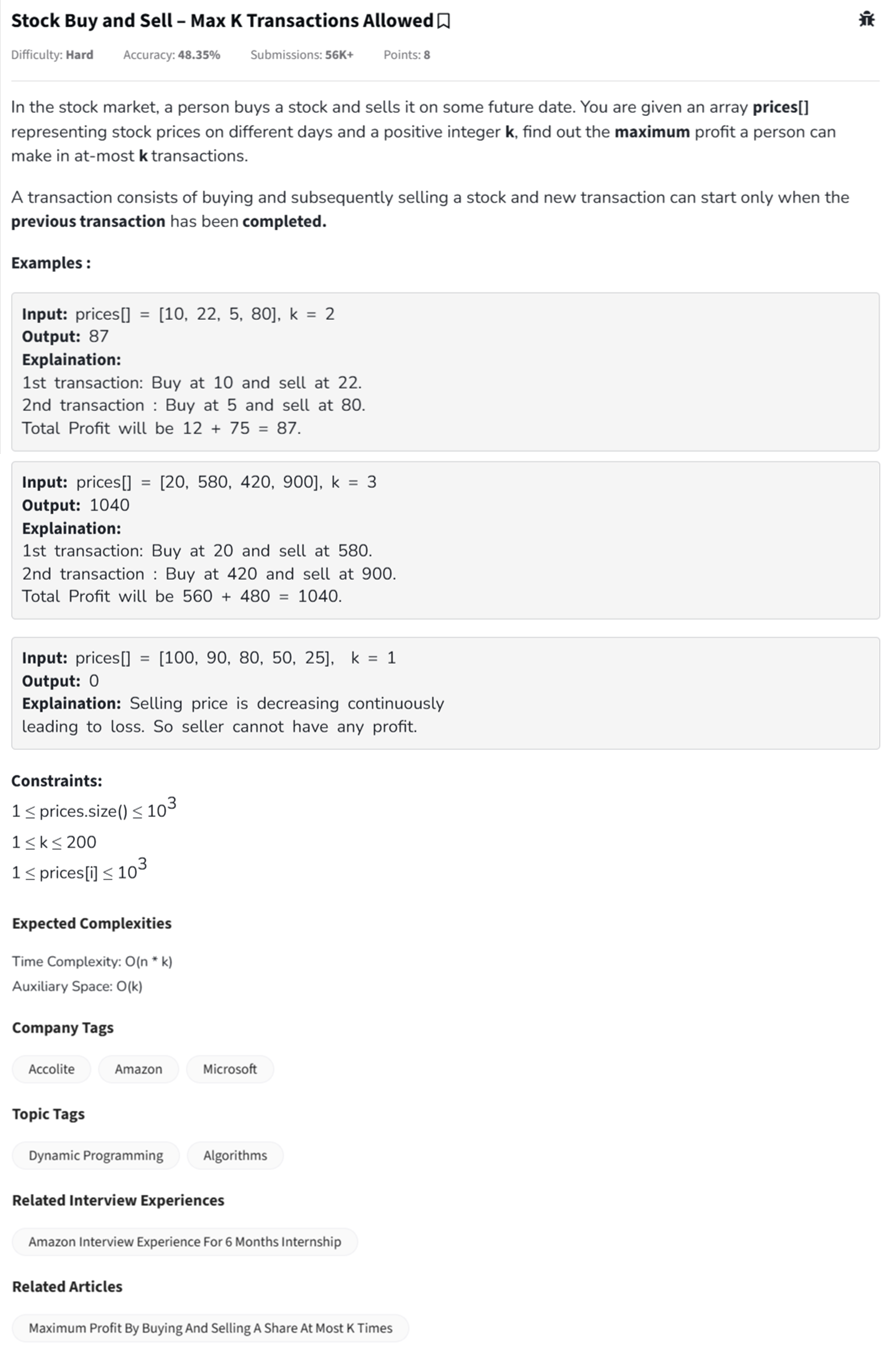 Stock Buy and Sell – Max K Transactions Allowed
Difficulty: Hard Accuracy: 48.35% Submissions: 56K+ Points: 8
In the stock market, a person buys a stock and sells it on some future date. You are given an array prices[]
representing stock prices on different days and a positive integer k, find out the maximum profit a person can
make in at-most k transactions.
A transaction consists of buying and subsequently selling a stock and new transaction can start only when the
previous transaction has been completed.
Examples :
Input: prices[] = [10, 22, 5, 80], k = 2
Output: 87
Explaination:
1st transaction: Buy at 10 and sell at 22.
2nd transaction : Buy at 5 and sell at 80.
Total Profit will be 12 + 75 = 87.
Input: prices[] = [20, 580, 420, 900], k = 3
Output: 1040
Explaination:
1st transaction: Buy at 20 and sell at 580.
2nd transaction : Buy at 420 and sell at 900.
Total Profit will be 560 + 480 = 1040.
Input: prices[] = [100, 90, 80, 50, 25], k = 1
Output: 0
Explaination: Selling price is decreasing continuously
leading to loss. So seller cannot have any profit.
Constraints:
1 ≤ prices.size() ≤ 10^3
1 ≤ k ≤ 200
1 ≤ prices[i] ≤ 10^3
Expected Complexities
Time Complexity: O(n * k)
Auxiliary Space: O(k)
Company Tags
Accolite Amazon Microsoft
Topic Tags
Dynamic Programming Algorithms
Related Interview Experiences
Amazon Interview Experience For 6 Months Internship
Related Articles
Maximum Profit By Buying And Selling A Share At Most K Times